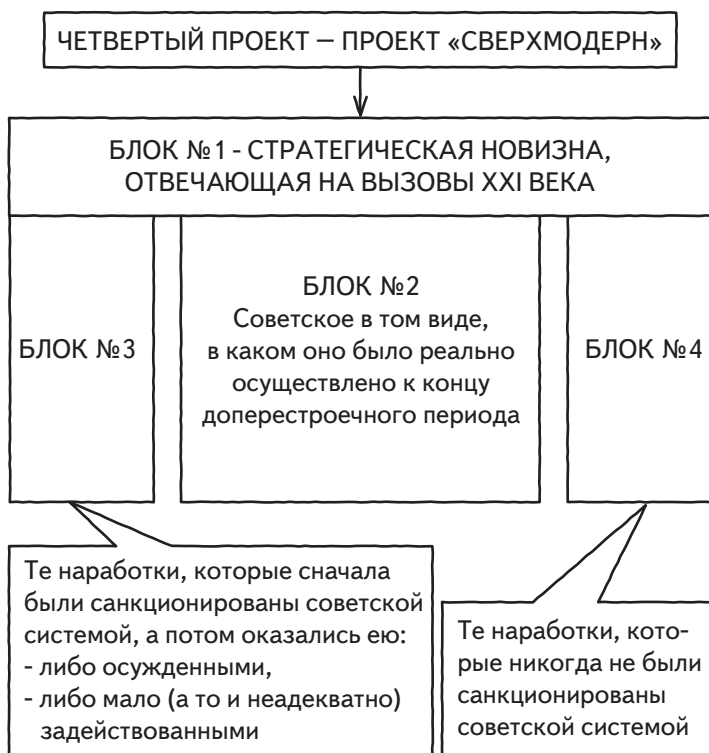 ЧЕТВЕРТЫЙ ПРОЕКТ – ПРОЕКТ «СВЕРХМОДЕРН»
БЛОК №1 - СТРАТЕГИЧЕСКАЯ НОВИЗНА,
ОТВЕЧАЮЩАЯ НА ВЫЗОВЫ XXI ВЕКА
БЛОК №3
БЛОК №2
Советское в том виде,
в каком оно было реально
осуществлено к концу
доперестроечного периода
БЛОК №4
Те наработки, которые сначала
были санкционированы советской
системой, а потом оказались ею:
- либо осужденными,
- либо мало (а то и неадекватно)
задействованными
Те наработки, кото-
рые никогда не были
санкционированы
советской системой